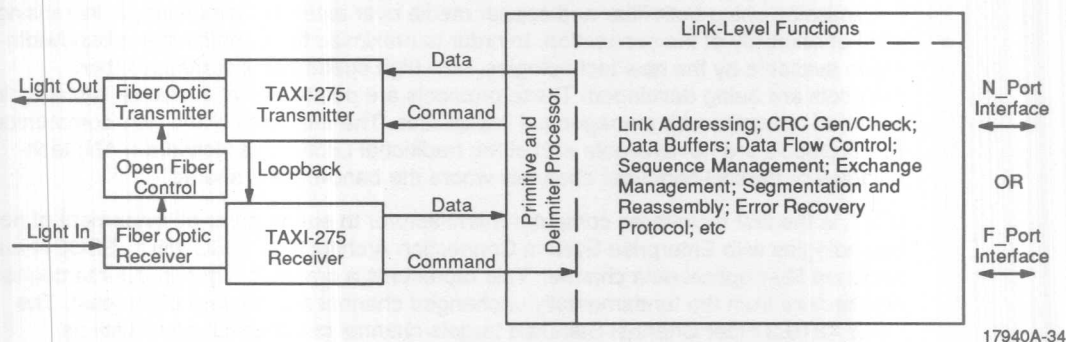 Link-Level Functions
Light Out
Fiber Optic
Transmitter
TAXI-275
Transmitter
Data
Command
Open Fiber
Control
Loopback
Light In
Fiber Optic
Receiver
TAXI-275
Receiver
Data
Command
Primitive and
Delimiter Processor
Link Addressing; CRC Gen/Check;
Data Buffers; Data Flow Control;
Sequence Management; Exchange
Management; Segmentation and
Reassembly; Error Recovery
Protocol; etc
N_Port
Interface
OR
F_Port
Interface
17940A-34